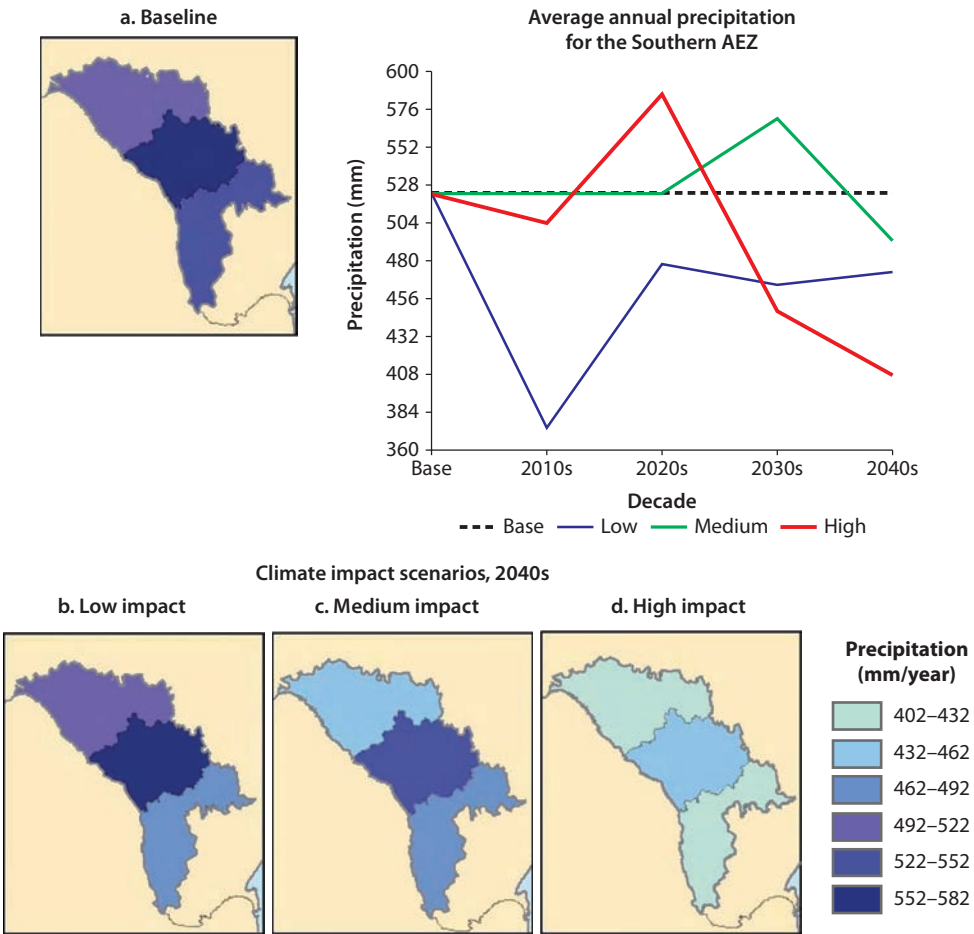 a. Baseline
Average annual precipitation
for the Southern AEZ
Precipitation (mm)
600
576
552
528
504
480
456
432
408
384
360
Base 2010s 2020s 2030s 2040s
Decade
Base Low Medium High
Climate impact scenarios, 2040s
b. Low impact
c. Medium impact
d. High impact
Precipitation
(mm/year)
402–432
432–462
462–492
492–522
522–552
552–582